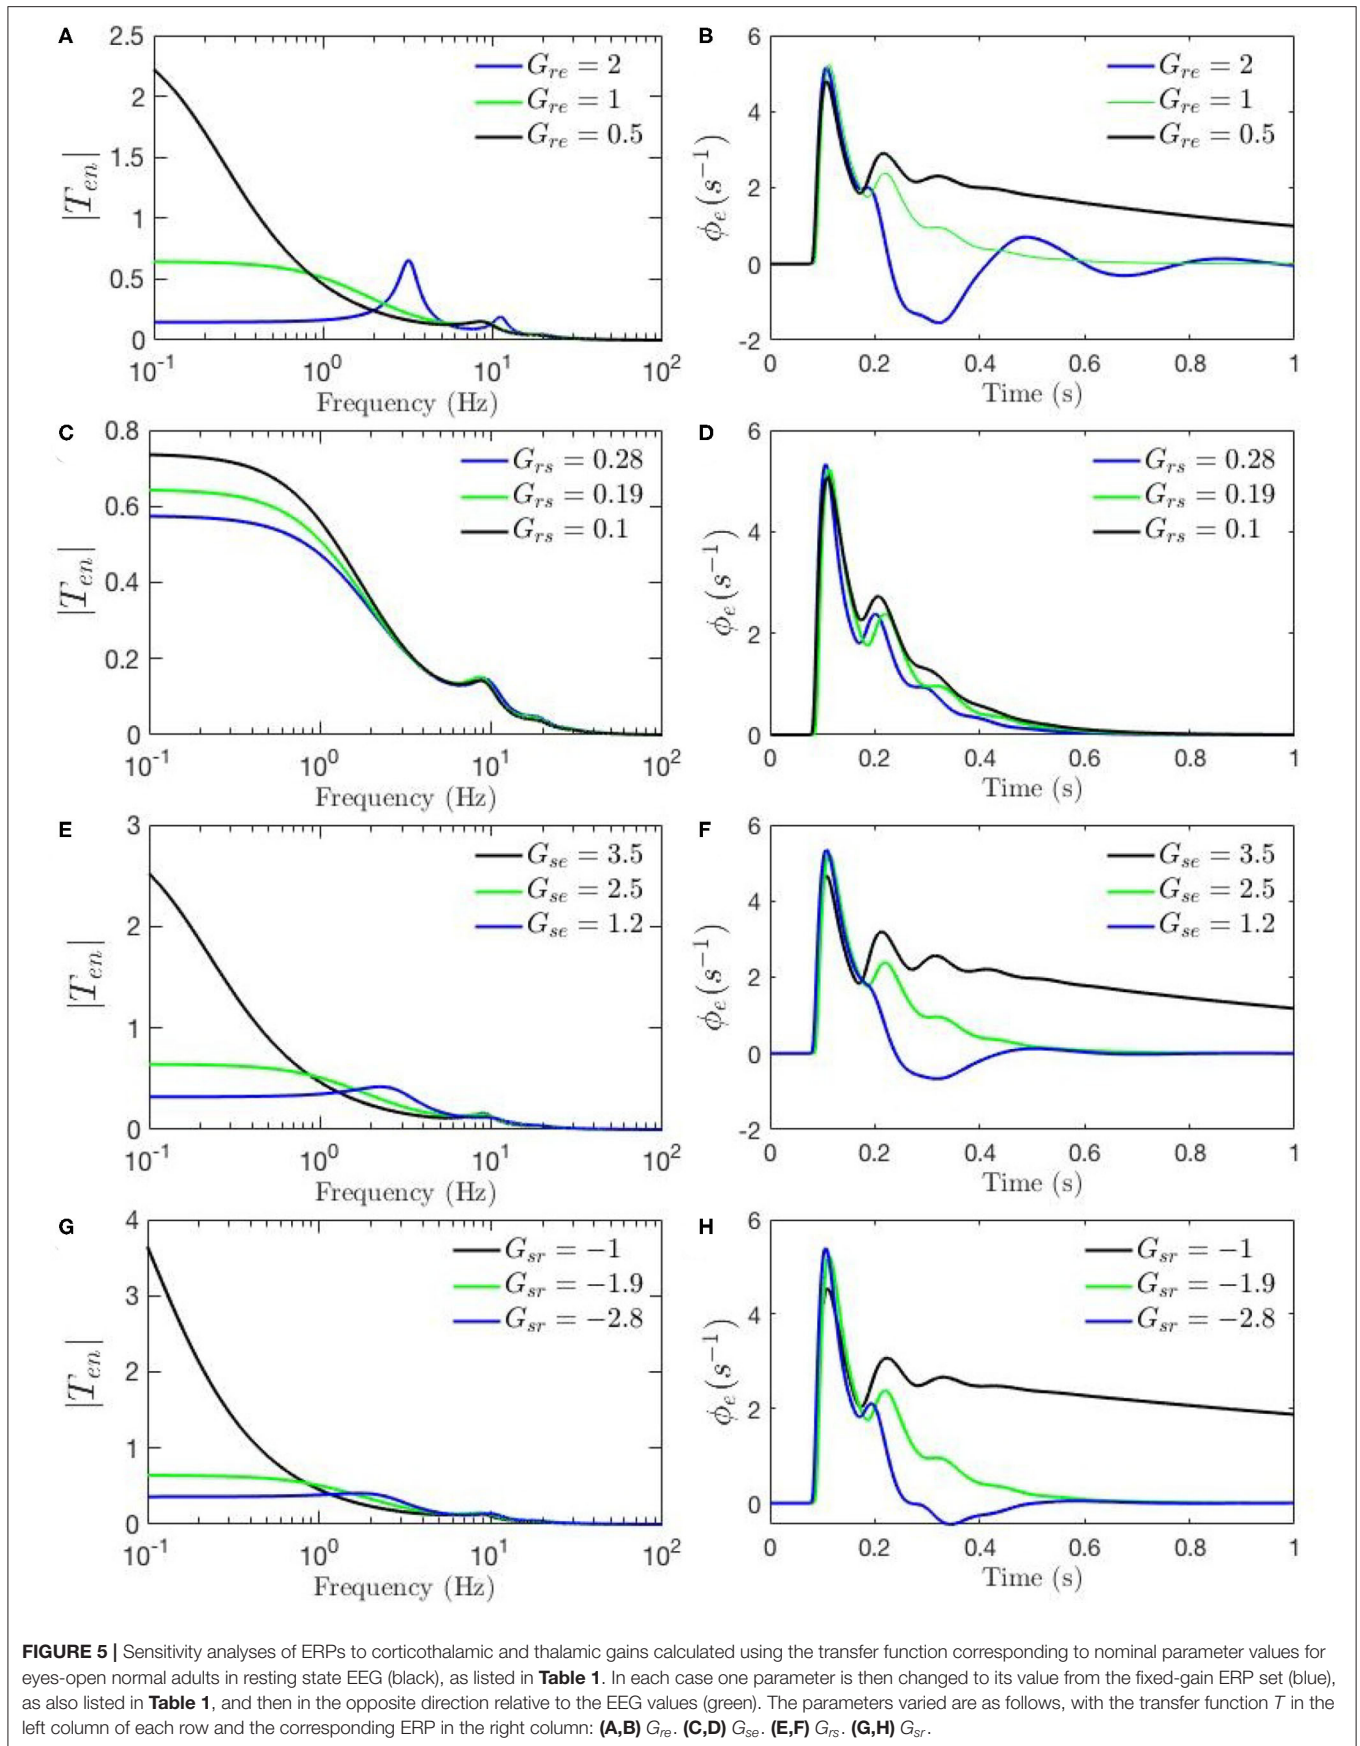 A
2.5
2
1.5
1
0.5
0
|T_en|
G_re = 2
G_re = 1
G_re = 0.5
10^-1 10^0 10^1 10^2
Frequency (Hz)
B
6
4
2
0
-2
ϕ_e (s^-1)
G_re = 2
G_re = 1
G_re = 0.5
0 0.2 0.4 0.6 0.8 1
Time (s)
C
0.8
0.6
0.4
0.2
0
|T_en|
G_rs = 0.28
G_rs = 0.19
G_rs = 0.1
10^-1 10^0 10^1 10^2
Frequency (Hz)
D
6
4
2
0
ϕ_e (s^-1)
G_rs = 0.28
G_rs = 0.19
G_rs = 0.1
0 0.2 0.4 0.6 0.8 1
Time (s)
E
3
2
1
0
|T_en|
G_se = 3.5
G_se = 2.5
G_se = 1.2
10^-1 10^0 10^1 10^2
Frequency (Hz)
F
6
4
2
0
-2
ϕ_e (s^-1)
G_se = 3.5
G_se = 2.5
G_se = 1.2
0 0.2 0.4 0.6 0.8 1
Time (s)
G
4
3
2
1
0
|T_en|
G_sr = −1
G_sr = −1.9
G_sr = −2.8
10^-1 10^0 10^1 10^2
Frequency (Hz)
H
6
4
2
0
ϕ_e (s^-1)
G_sr = −1
G_sr = −1.9
G_sr = −2.8
0 0.2 0.4 0.6 0.8 1
Time (s)
FIGURE 5 | Sensitivity analyses of ERPs to corticothalamic and thalamic gains calculated using the transfer function corresponding to nominal parameter values for
eyes-open normal adults in resting state EEG (black), as listed in Table 1. In each case one parameter is then changed to its value from the fixed-gain ERP set (blue),
as also listed in Table 1, and then in the opposite direction relative to the EEG values (green). The parameters varied are as follows, with the transfer function T in the
left column of each row and the corresponding ERP in the right column: (A,B) G_re. (C,D) G_se. (E,F) G_rs. (G,H) G_sr.